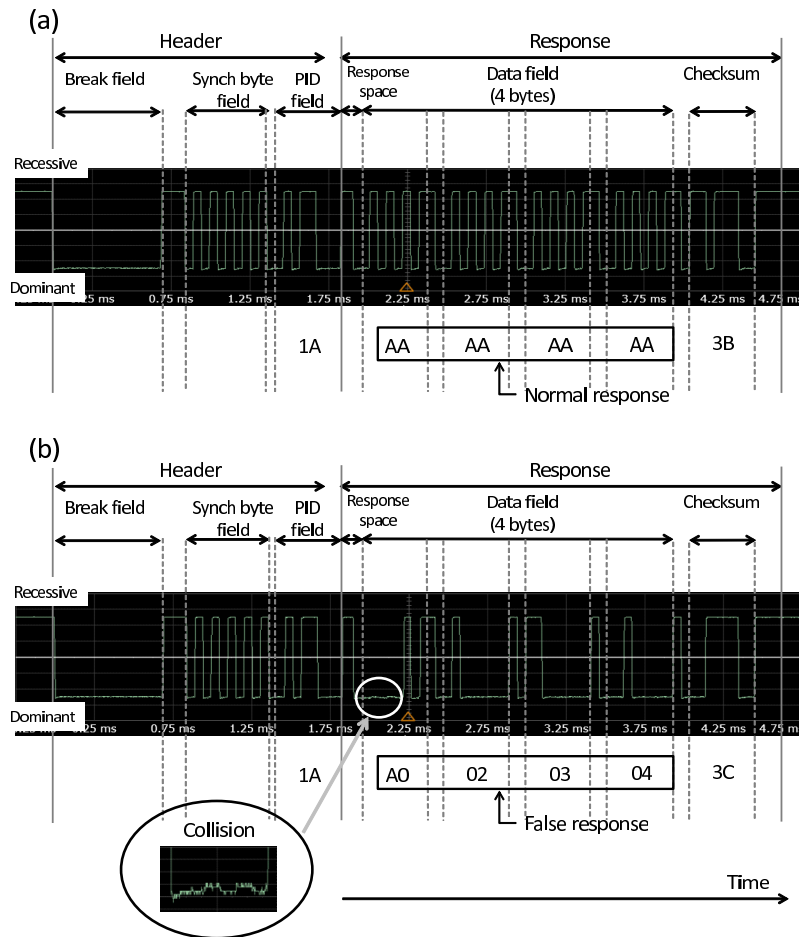 (a)
Header
Response
Break field
Synch byte
field
PID
field
Response
space
Data field
(4 bytes)
Checksum
Recessive
Dominant
.25 ms
0.75 ms
1.25 ms
1.75 ms
2.25 ms
2.75 ms
3.25 ms
3.75 ms
4.25 ms
4.75 ms
1A
AA
AA
AA
AA
3B
Normal response
(b)
Header
Response
Break field
Synch byte
field
PID
field
Response
space
Data field
(4 bytes)
Checksum
Recessive
Dominant
.25 ms
0.75 ms
1.25 ms
1.75 ms
2.25 ms
2.75 ms
3.25 ms
3.75 ms
4.25 ms
4.75 ms
1A
A0
02
03
04
3C
False response
Collision
Time